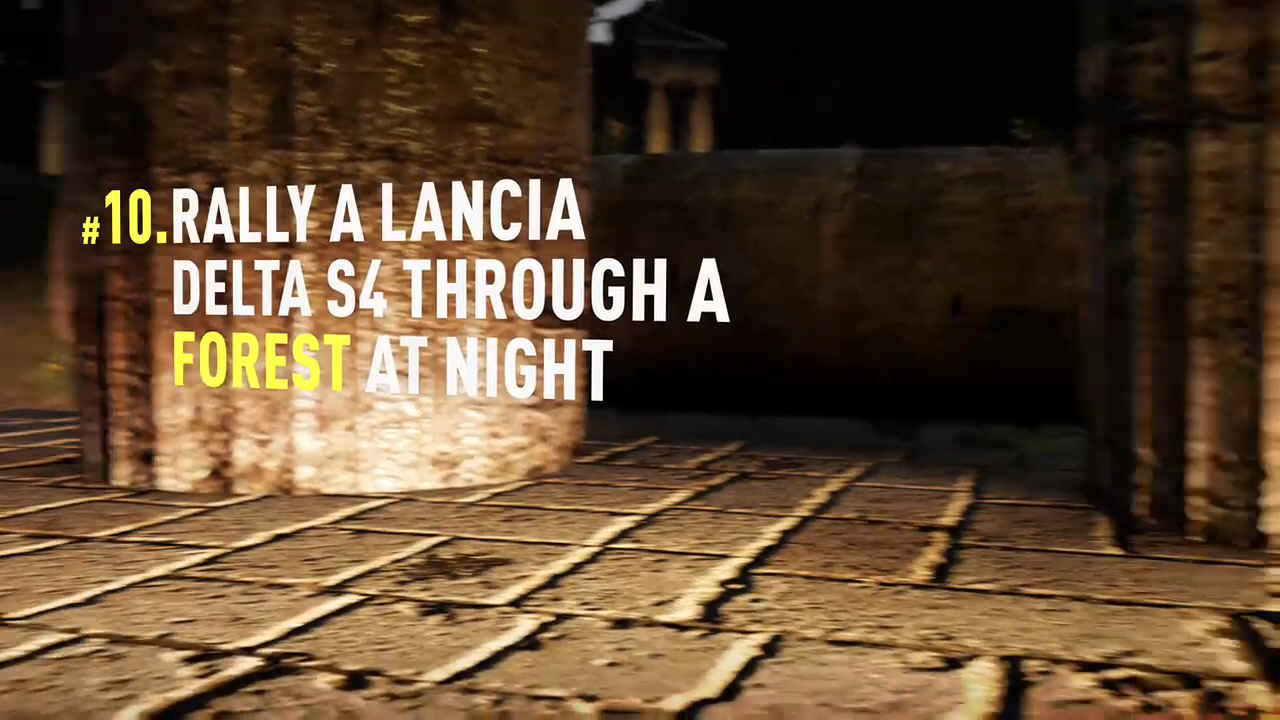 #10. RALLY A LANCIA
DELTA S4 THROUGH A
FOREST AT NIGHT